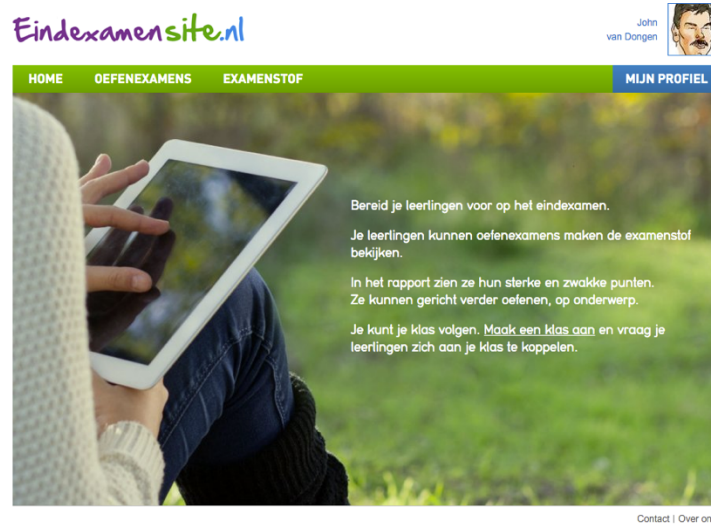 Eindexamensite.nl
John
van Dongen
HOME OEFENEXAMENS EXAMENSTOF MIJN PROFIEL
Bereid je leerlingen voor op het eindexamen.
Je leerlingen kunnen oefenexamens maken de examenstof
bekijken.
In het rapport zien ze hun sterke en zwakke punten.
Ze kunnen gericht verder oefenen, op onderwerp.
Je kunt je klas volgen. Maak een klas aan en vraag je
leerlingen zich aan je klas te koppelen.
Contact | Over on